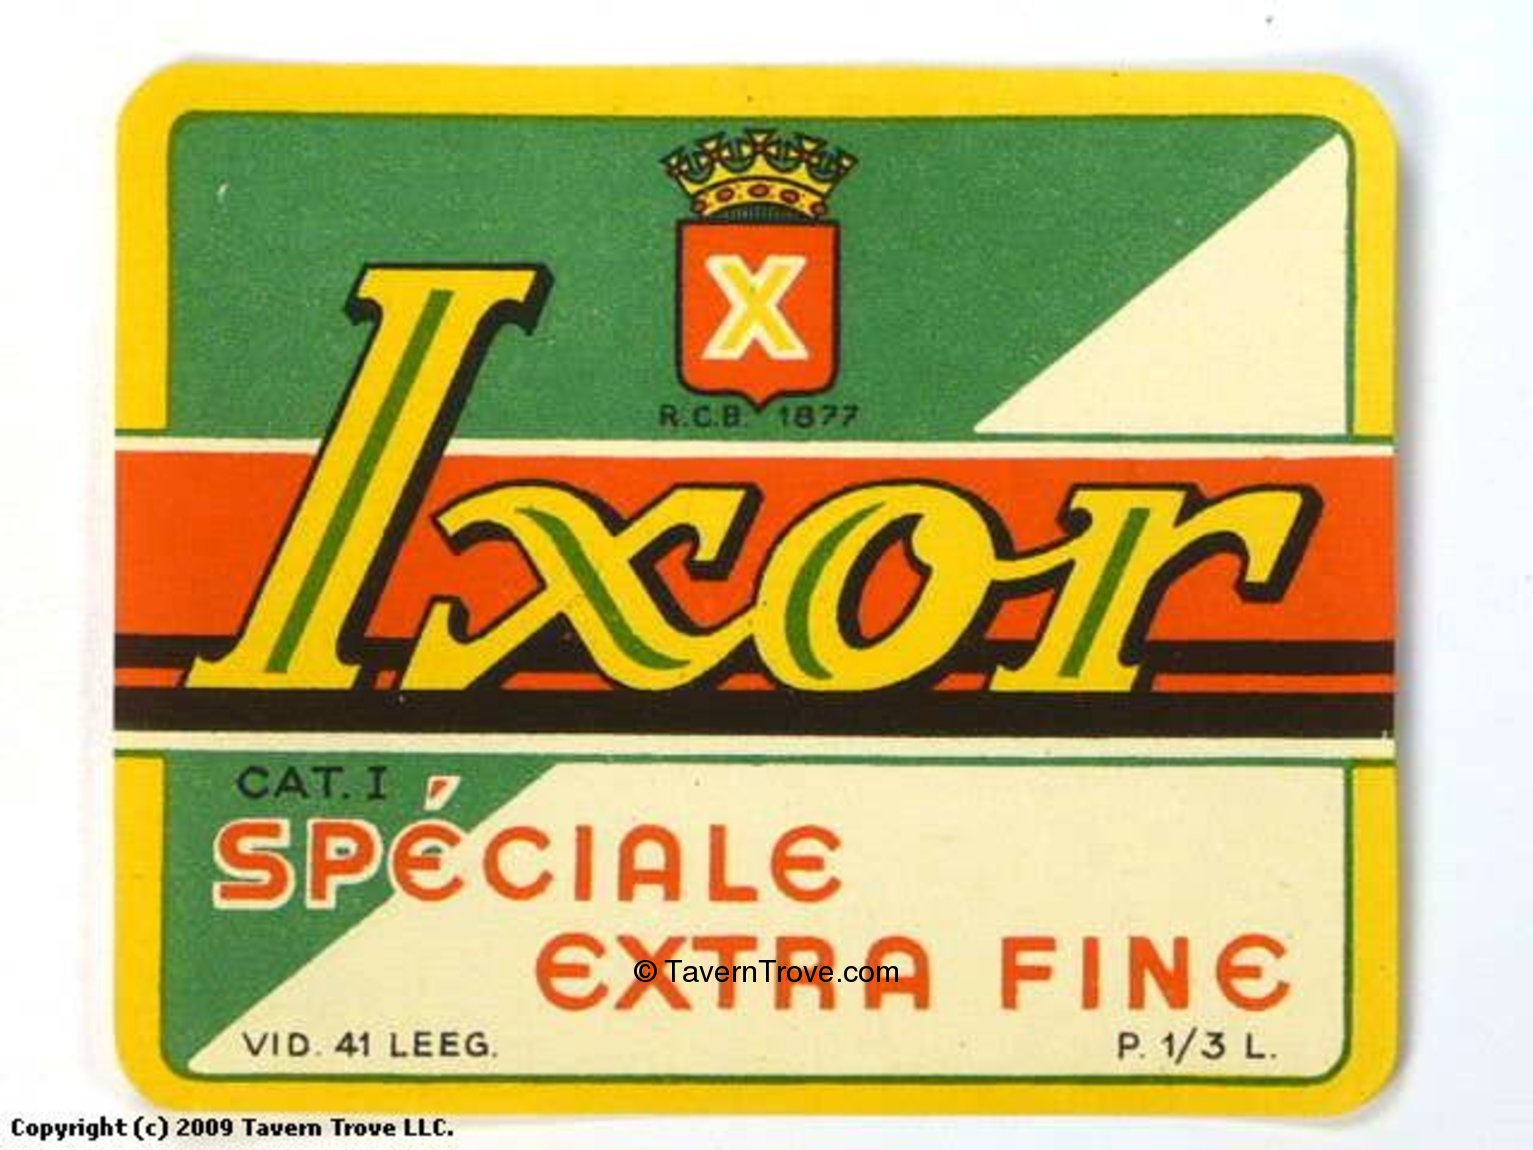 X
R.C.B. 1877
Ixor
CAT. I
SPÉCIALE
EXTRA FINE
© TavernTrove.com
VID. 41 LEEG.
P. 1/3 L.
Copyright (c) 2009 Tavern Trove LLC.